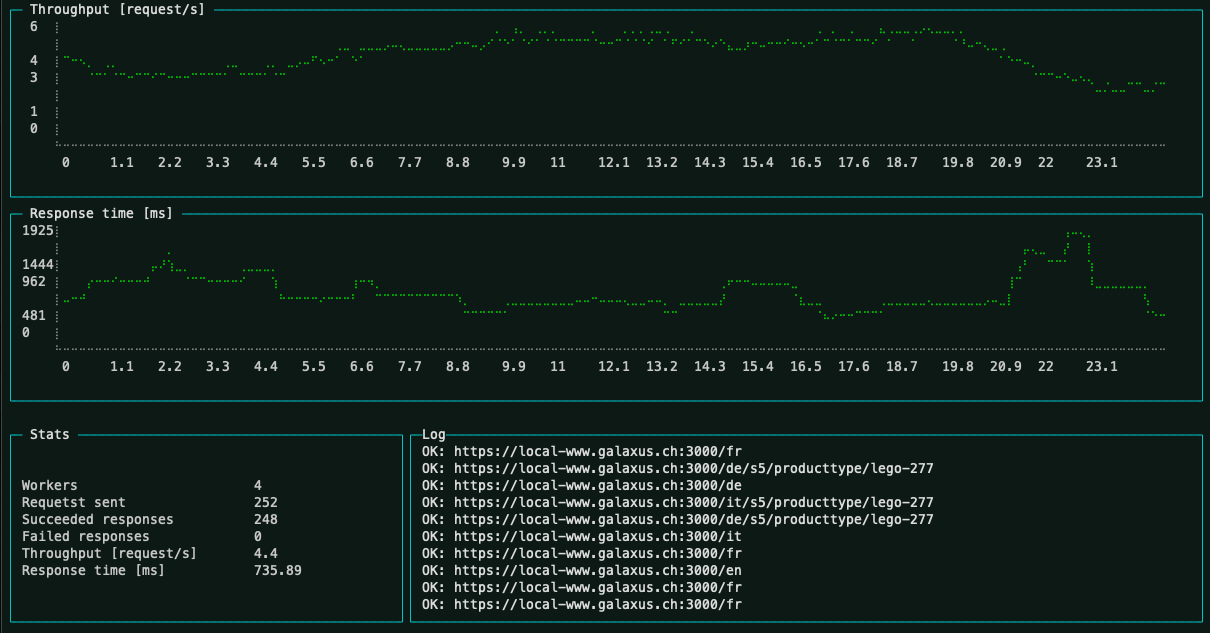 Throughput [request/s]
6
4
3
1
0
0 1.1 2.2 3.3 4.4 5.5 6.6 7.7 8.8 9.9 11 12.1 13.2 14.3 15.4 16.5 17.6 18.7 19.8 20.9 22 23.1
Response time [ms]
1925
1444
962
481
0
0 1.1 2.2 3.3 4.4 5.5 6.6 7.7 8.8 9.9 11 12.1 13.2 14.3 15.4 16.5 17.6 18.7 19.8 20.9 22 23.1
Stats
Workers 4
Requetst sent 252
Succeeded responses 248
Failed responses 0
Throughput [request/s] 4.4
Response time [ms] 735.89
Log
OK: https://local-www.galaxus.ch:3000/fr
OK: https://local-www.galaxus.ch:3000/de/s5/producttype/lego-277
OK: https://local-www.galaxus.ch:3000/de
OK: https://local-www.galaxus.ch:3000/it/s5/producttype/lego-277
OK: https://local-www.galaxus.ch:3000/de/s5/producttype/lego-277
OK: https://local-www.galaxus.ch:3000/it
OK: https://local-www.galaxus.ch:3000/fr
OK: https://local-www.galaxus.ch:3000/en
OK: https://local-www.galaxus.ch:3000/fr
OK: https://local-www.galaxus.ch:3000/fr